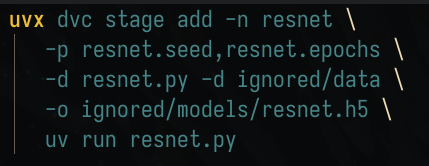 uvx dvc stage add -n resnet \
-p resnet.seed,resnet.epochs \
-d resnet.py -d ignored/data \
-o ignored/models/resnet.h5 \
uv run resnet.py